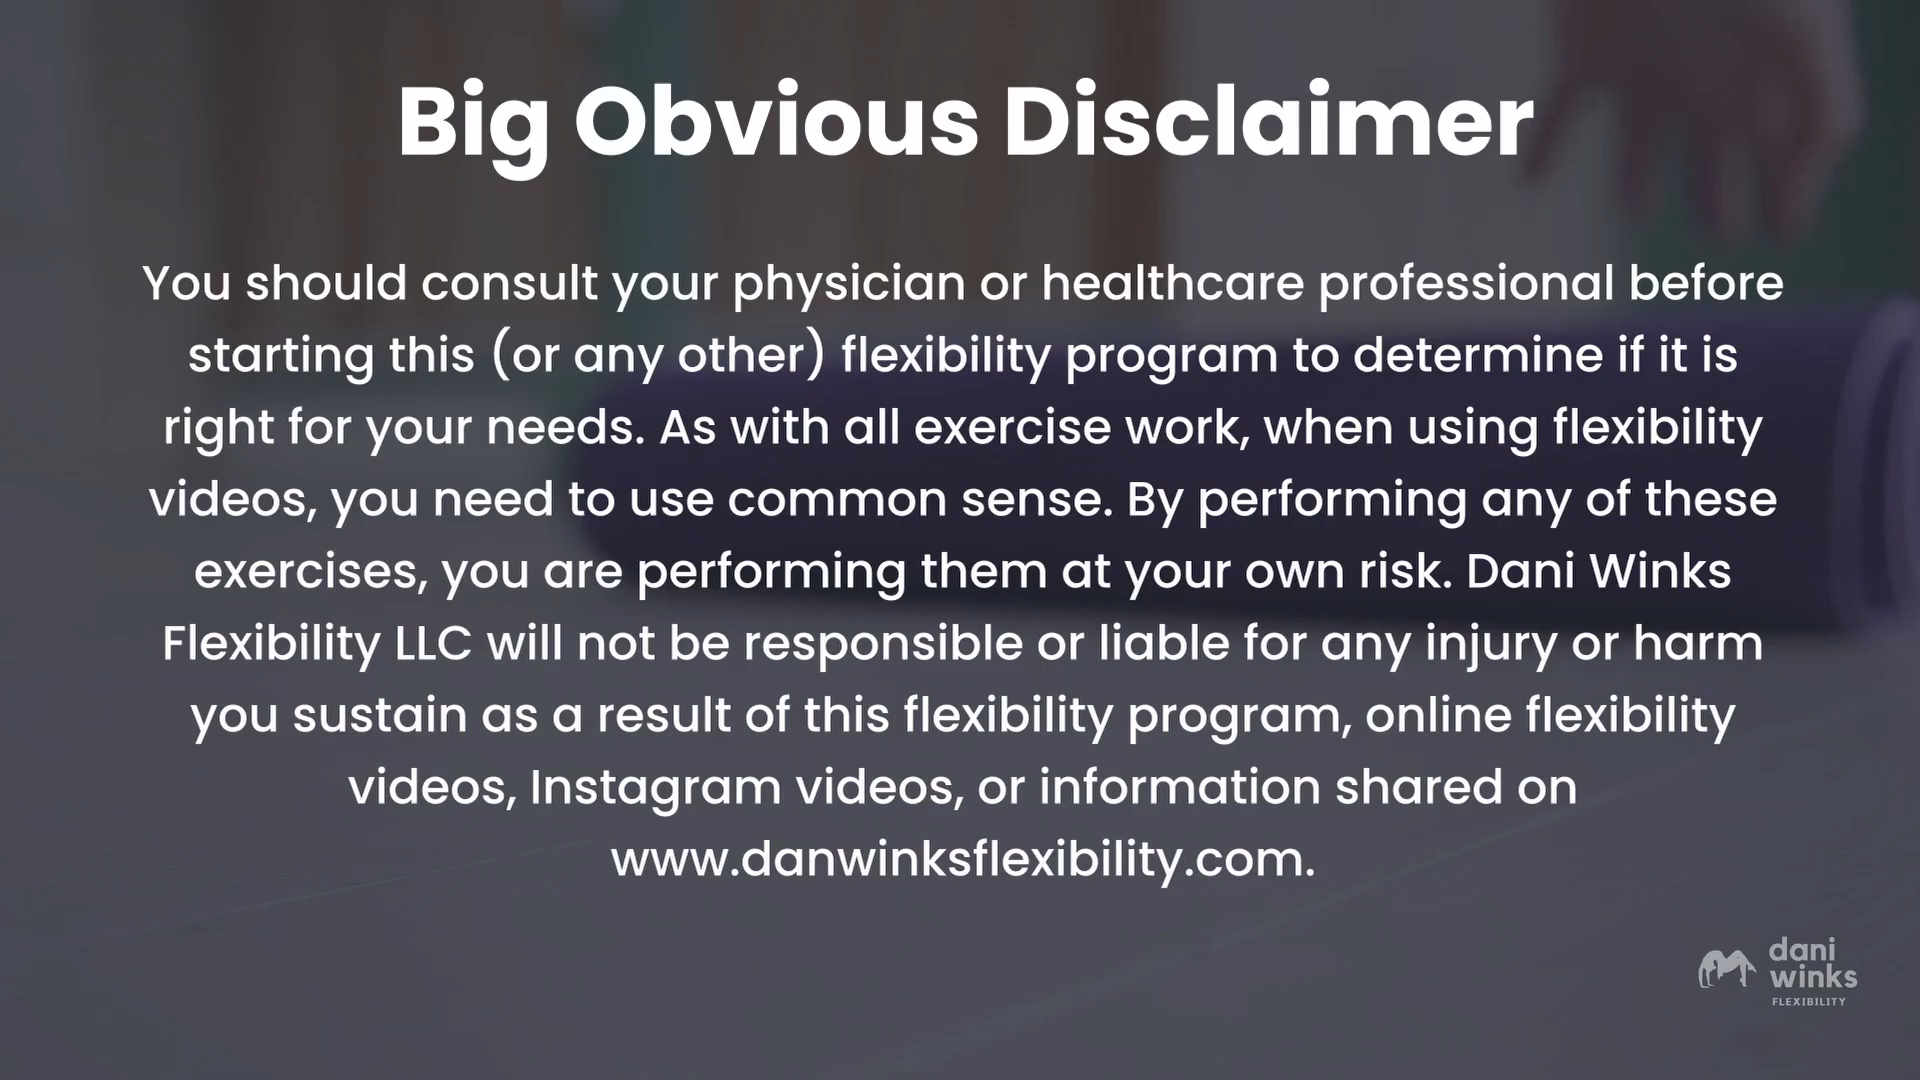 Big Obvious Disclaimer
You should consult your physician or healthcare professional before
starting this (or any other) flexibility program to determine if it is
right for your needs. As with all exercise work, when using flexibility
videos, you need to use common sense. By performing any of these
exercises, you are performing them at your own risk. Dani Winks
Flexibility LLC will not be responsible or liable for any injury or harm
you sustain as a result of this flexibility program, online flexibility
videos, Instagram videos, or information shared on
www.danwinksflexibility.com.
dani
winks
FLEXIBILITY